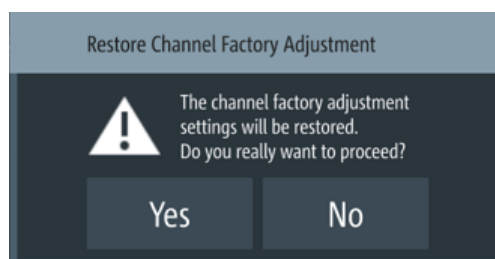 Restore Channel Factory Adjustment
The channel factory adjustment
settings will be restored.
Do you really want to proceed?
Yes No